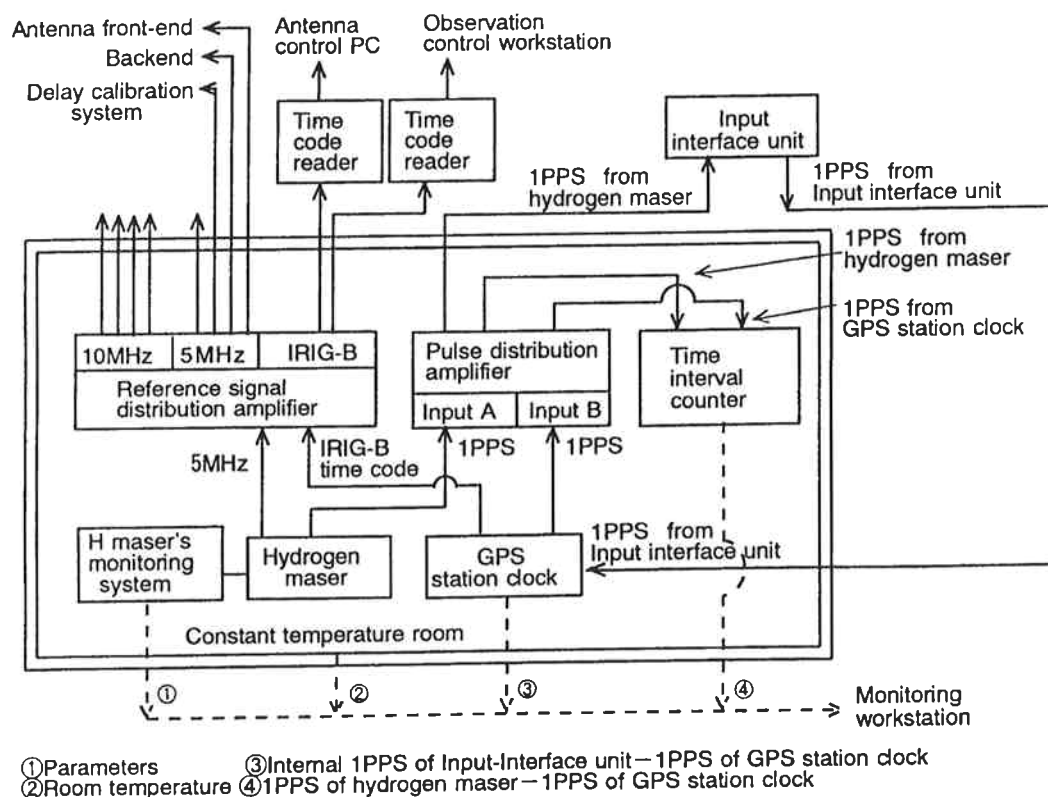 Antenna front-end
Backend
Delay calibration
system
Antenna
control PC
Observation
control workstation
Time
code
reader
Time
code
reader
Input
interface unit
1PPS from
hydrogen maser
1PPS from
Input interface unit
1PPS from
hydrogen maser
1PPS from
GPS station clock
10MHz
5MHz
IRIG-B
Reference signal
distribution amplifier
Pulse distribution
amplifier
Input A
Input B
Time
interval
counter
5MHz
IRIG-B
time code
1PPS
1PPS
H maser's
monitoring
system
Hydrogen
maser
GPS
station clock
1PPS from
Input interface unit
Constant temperature room
①
②
③
④
Monitoring
workstation
①Parameters ③Internal 1PPS of Input-Interface unit－1PPS of GPS station clock
②Room temperature ④1PPS of hydrogen maser－1PPS of GPS station clock